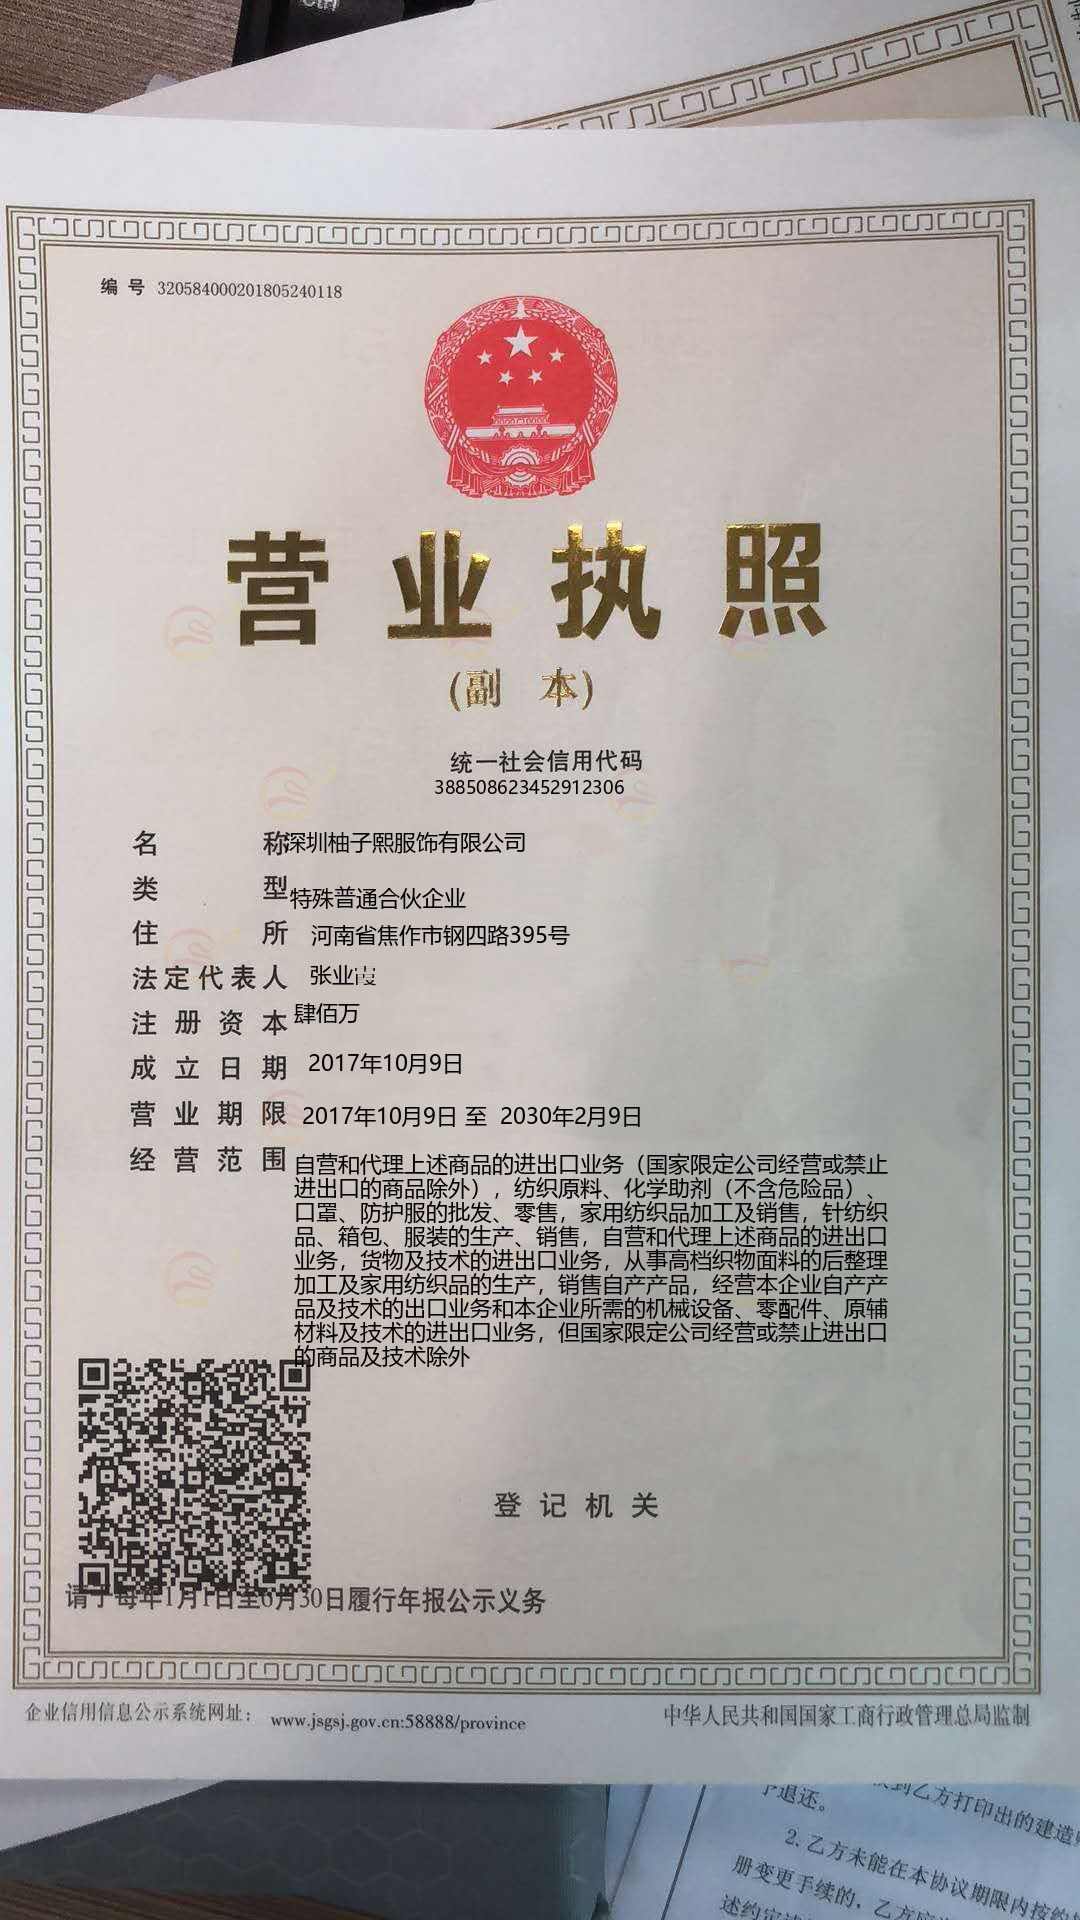 Ctrl
编 号 320584000201805240118
营业执照
(副 本)
统一社会信用代码
388508623452912306
名 称 深圳柚子熙服饰有限公司
类 型 特殊普通合伙企业
住 所 河南省焦作市钢四路395号
法定代表人 张业霞
注册资本 肆佰万
成立日期 2017年10月9日
营业期限 2017年10月9日 至 2030年2月9日
经营范围 自营和代理上述商品的进出口业务（国家限定公司经营或禁止
进出口的商品除外），纺织原料、化学助剂（不含危险品）、
口罩、防护服的批发、零售，家用纺织品加工及销售，针纺织
品、箱包、服装的生产、销售，自营和代理上述商品的进出口
业务，货物及技术的进出口业务，从事高档织物面料的后整理
加工及家用纺织品的生产，销售自产产品，经营本企业自产产
品及技术的出口业务和本企业所需的机械设备、零配件、原辅
材料及技术的进出口业务，但国家限定公司经营或禁止进出口
的商品及技术除外
登记机关
请于每年1月1日至6月30日履行年报公示义务
企业信用信息公示系统网址： www.jsgsj.gov.cn:58888/province
中华人民共和国国家工商行政管理总局监制
到乙方打印出的建造
退还。
2.乙方未能在本协议期限内按约
册变更手续的，乙方应
述约定